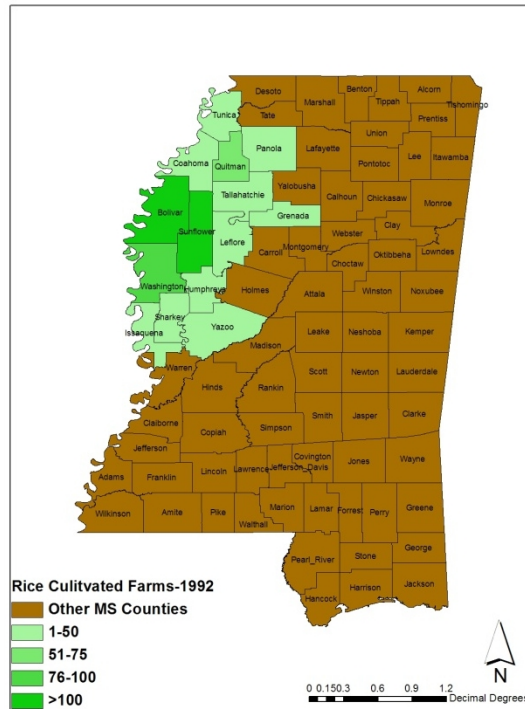 Desoto
Marshall
Benton
Tippah
Alcorn
Tishomingo
Prentiss
Tunica
Tate
Union
Panola
Lafayette
Pontotoc
Lee
Itawamba
Coahoma
Quitman
Yalobusha
Tallahatchie
Calhoun
Chickasaw
Monroe
Bolivar
Sunflower
Grenada
Leflore
Webster
Clay
Carroll
Montgomery
Oktibbeha
Lowndes
Choctaw
Washington
Humphreys
Holmes
Attala
Winston
Noxubee
Sharkey
Issaquena
Yazoo
Leake
Neshoba
Kemper
Madison
Warren
Scott
Newton
Lauderdale
Hinds
Rankin
Smith
Jasper
Clarke
Claiborne
Copiah
Simpson
Jefferson
Covington
Jones
Wayne
Adams
Franklin
Lincoln
Lawrence
Jefferson
Davis
Wilkinson
Amite
Pike
Walthall
Marion
Lamar
Forrest
Perry
Greene
George
Pearl_River
Stone
Hancock
Harrison
Jackson
Rice Culitvated Farms-1992
Other MS Counties
1-50
51-75
76-100
>100
N
0 0.150.3 0.6 0.9 1.2
Decimal Degrees